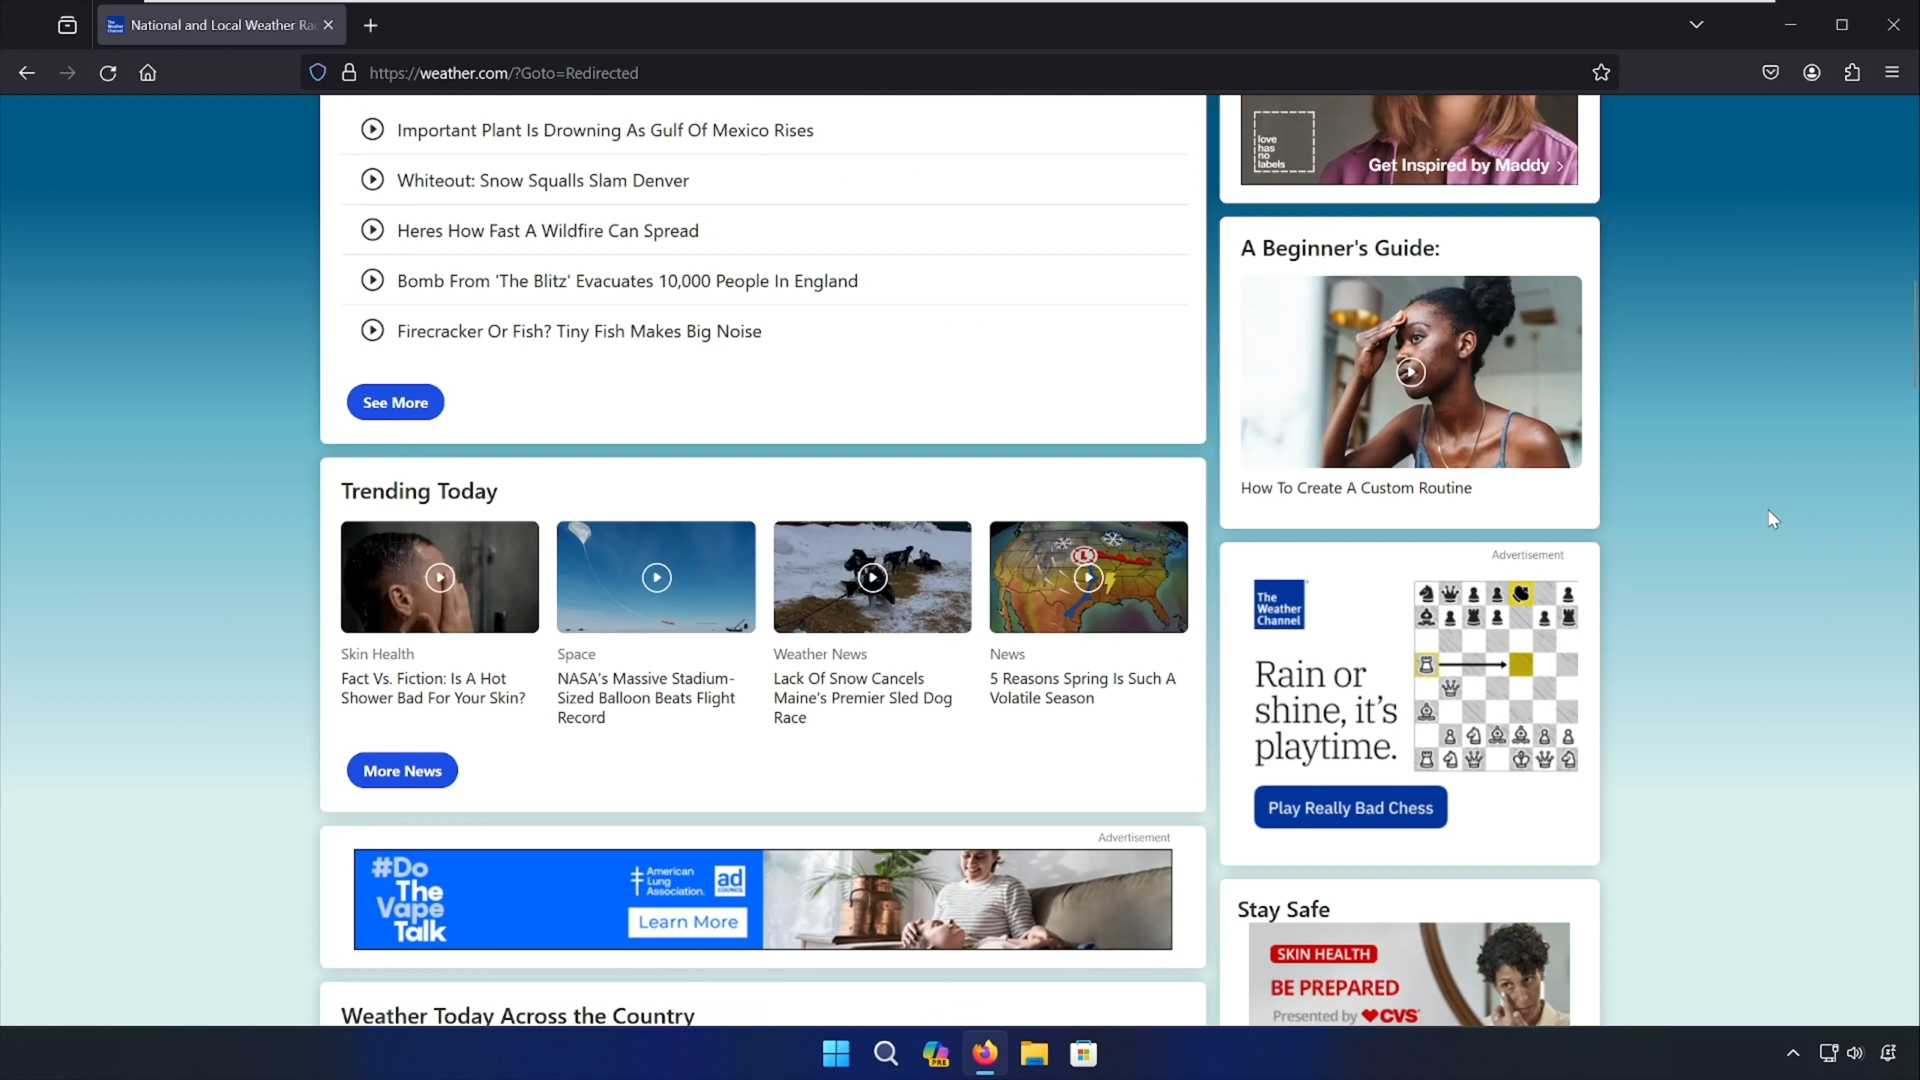 The Weather Channel
National and Local Weather Ra
https://weather.com/?Goto=Redirected
Important Plant Is Drowning As Gulf Of Mexico Rises
Whiteout: Snow Squalls Slam Denver
Heres How Fast A Wildfire Can Spread
Bomb From 'The Blitz' Evacuates 10,000 People In England
Firecracker Or Fish? Tiny Fish Makes Big Noise
See More
Trending Today
Skin Health
Fact Vs. Fiction: Is A Hot
Shower Bad For Your Skin?
Space
NASA's Massive Stadium-
Sized Balloon Beats Flight
Record
Weather News
Lack Of Snow Cancels
Maine's Premier Sled Dog
Race
L
News
5 Reasons Spring Is Such A
Volatile Season
More News
Advertisement
#Do
The
Vape
Talk
American
Lung
Association.
ad
COUNCIL
Learn More
Weather Today Across the Country
love
has
no
labels
Get Inspired by Maddy
A Beginner's Guide:
How To Create A Custom Routine
Advertisement
The
Weather
Channel
Rain or
shine, it's
playtime.
Play Really Bad Chess
Stay Safe
SKIN HEALTH
BE PREPARED
Presented by CVS
PRE